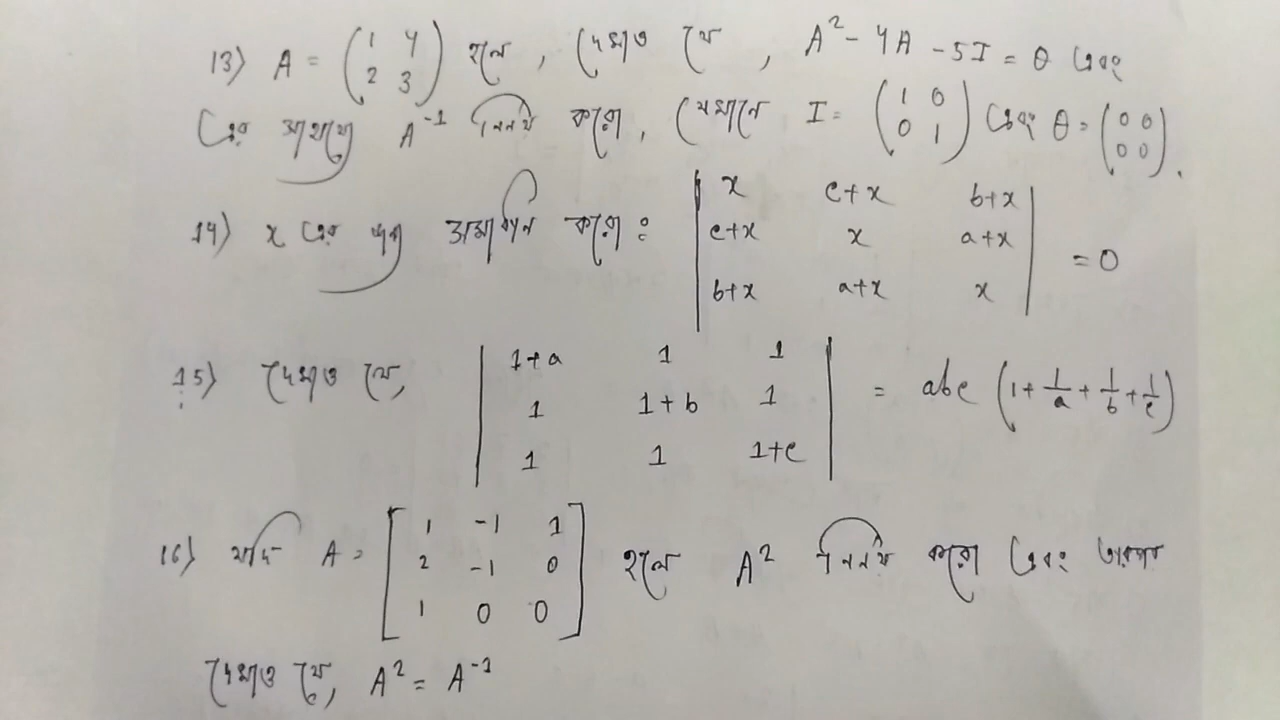 13) A = (1 4 2 3) হলে, দেখাও যে, A² - 4A - 5I = θ এবং
এর সাহায্যে A⁻¹ নির্ণয় করো, যেখানে I = (1 0 0 1) এবং θ = (0 0 0 0).
14) x এর জন্য সমাধান করো : | x c+x b+x |
| c+x x a+x | = 0
| b+x a+x x |
15) দেখাও যে, | 1+a 1 1 |
| 1 1+b 1 | = abc (1 + 1/a + 1/b + 1/c)
| 1 1 1+c |
16) যদি A = [1 -1 1
2 -1 0
1 0 0] হলে A² নির্ণয় করো এবং তারপর
দেখাও যে, A² = A⁻¹